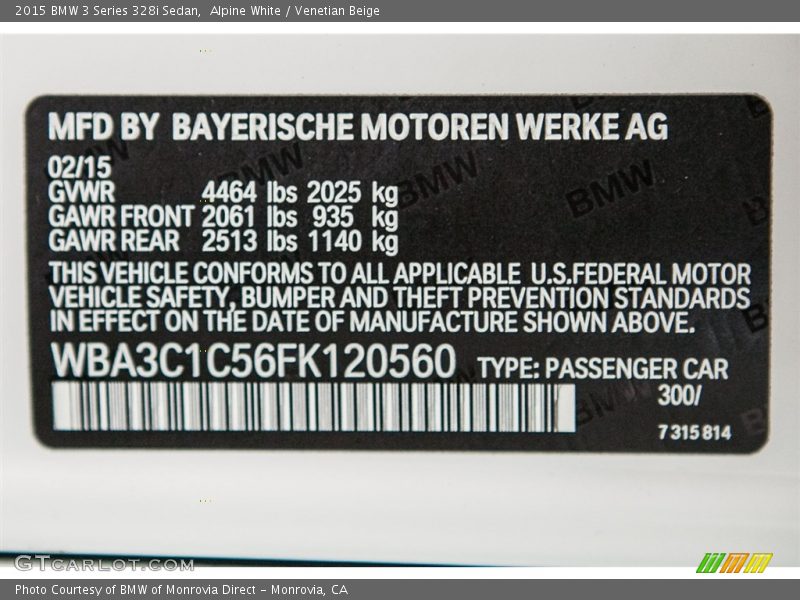 2015 BMW 3 Series 328i Sedan,  Alpine White / Venetian Beige
MFD BY BAYERISCHE MOTOREN WERKE AG
02/15
GVWR 4464 lbs 2025 kg
GAWR FRONT 2061 lbs 935 kg
GAWR REAR 2513 lbs 1140 kg
THIS VEHICLE CONFORMS TO ALL APPLICABLE U.S.FEDERAL MOTOR
VEHICLE SAFETY, BUMPER AND THEFT PREVENTION STANDARDS
IN EFFECT ON THE DATE OF MANUFACTURE SHOWN ABOVE.
WBA3C1C56FK120560 TYPE: PASSENGER CAR
300/
7 315 814
BMW
BMW
BMW
GTCARLOT.COM
Photo Courtesy of BMW of Monrovia Direct - Monrovia, CA